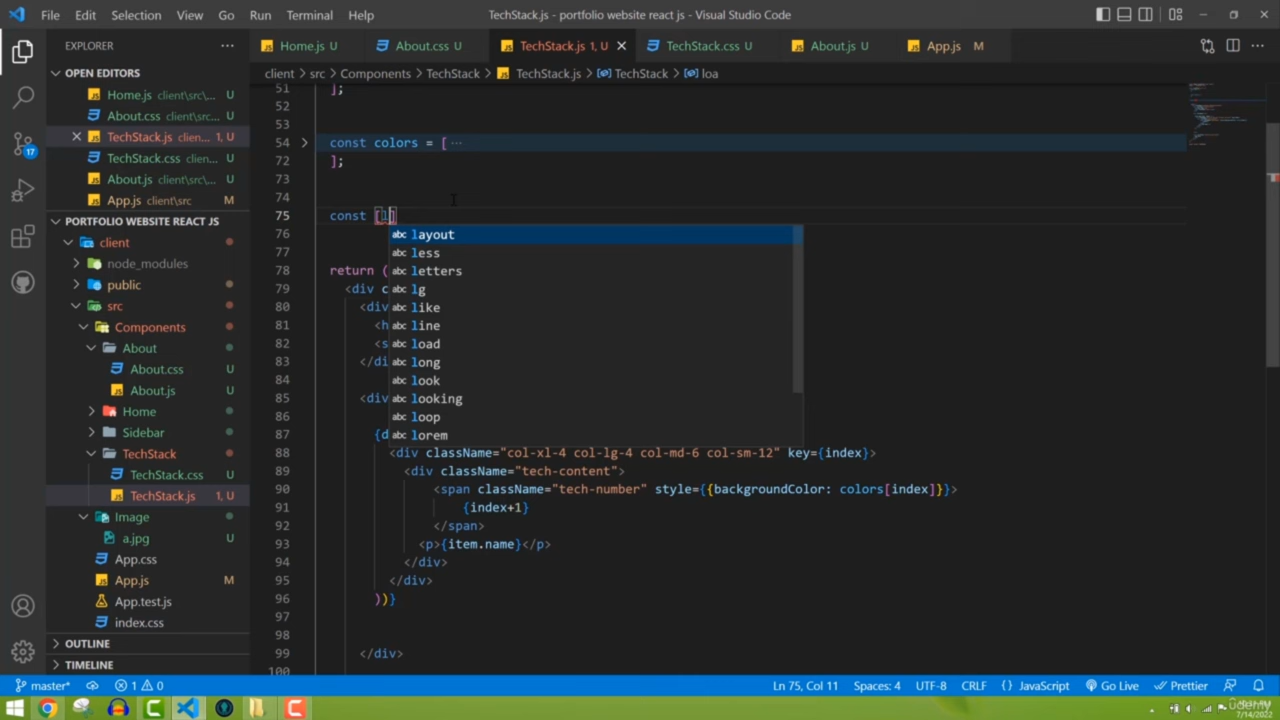 File Edit Selection View Go Run Terminal Help TechStack.js - portfolio website react js - Visual Studio Code
EXPLORER
OPEN EDITORS
Home.js client\src\... U
About.css client\src\... U
TechStack.js clien... 1, U
TechStack.css clien... U
About.js client\src\... U
App.js client\src M
PORTFOLIO WEBSITE REACT JS
client
node_modules
public
src
Components
About
About.css U
About.js U
Home
Sidebar
TechStack
TechStack.css U
TechStack.js 1, U
Image
a.jpg U
App.css
App.js M
App.test.js
index.css
OUTLINE
TIMELINE
17
Home.js U About.css U TechStack.js 1, U TechStack.css U About.js U App.js M
client > src > Components > TechStack > TechStack.js > TechStack > loa
51 ];
52
53
54 const colors = [ ...
72 ];
73
74
75 const [l]
76
77
78 return (
79 <div c
80 <div
81 <h
82 <s
83 </di
84
85 <div
86
87 {d
88 <div className="col-xl-4 col-lg-4 col-md-6 col-sm-12" key={index}>
89 <div className="tech-content">
90 <span className="tech-number" style={{backgroundColor: colors[index]}}>
91 {index+1}
92 </span>
93 <p>{item.name}</p>
94 </div>
95 </div>
96 ))}
97
98
99 </div>
100
abc layout
abc less
abc letters
abc lg
abc like
abc line
abc load
abc long
abc look
abc looking
abc loop
abc lorem
master* 1 0 Ln 75, Col 11 Spaces: 4 UTF-8 CRLF {} JavaScript Go Live Prettier
7/14/2022
udemy